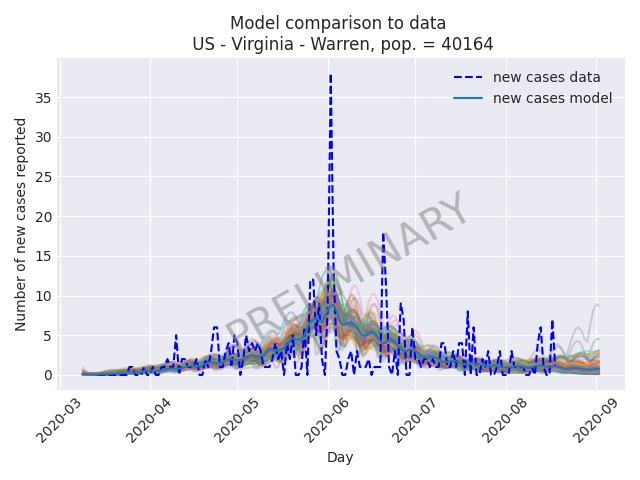 Model comparison to data
US - Virginia - Warren, pop. = 40164
new cases data
new cases model
PRELIMINARY
Number of new cases reported
35
30
25
20
15
10
5
0
2020-03
2020-04
2020-05
2020-06
2020-07
2020-08
2020-09
Day